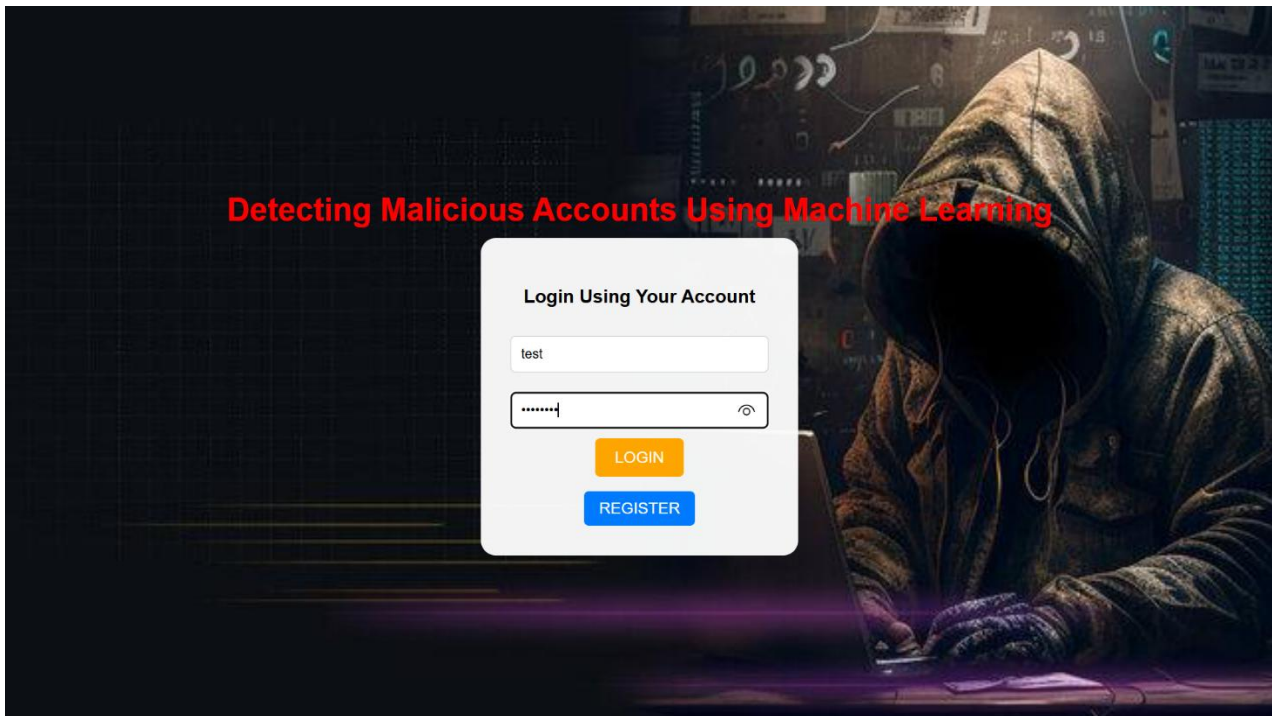 Detecting Malicious Accounts Using Machine Learning
Login Using Your Account
test
••••••••
LOGIN
REGISTER